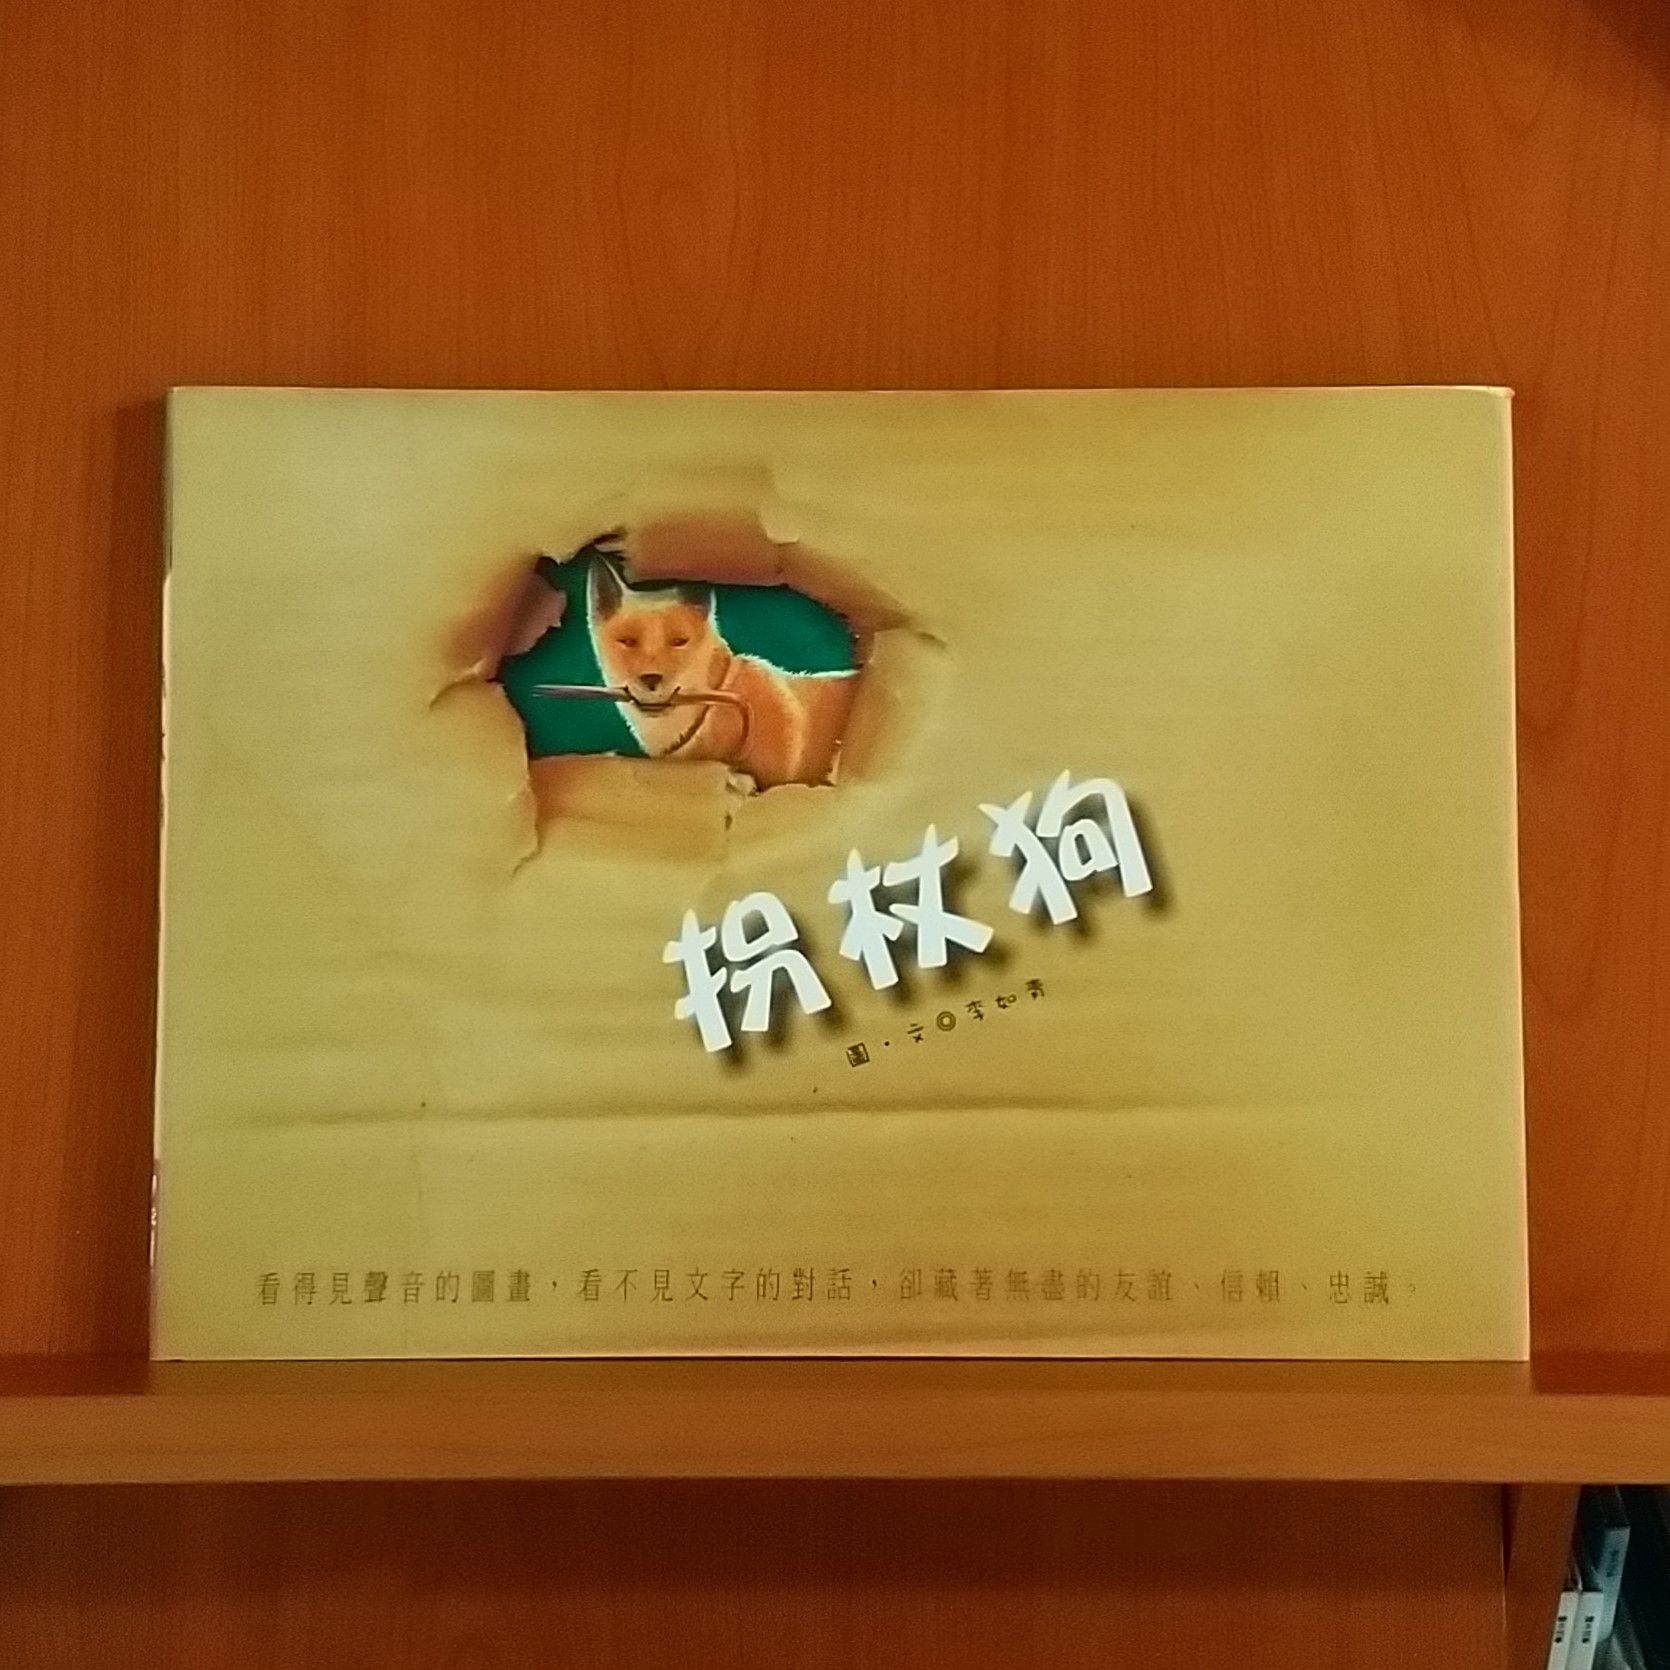 拐杖狗
圖・文◎李如青
看得見聲音的圖畫，看不見文字的對話，卻藏著無盡的友誼、信賴、忠誠。